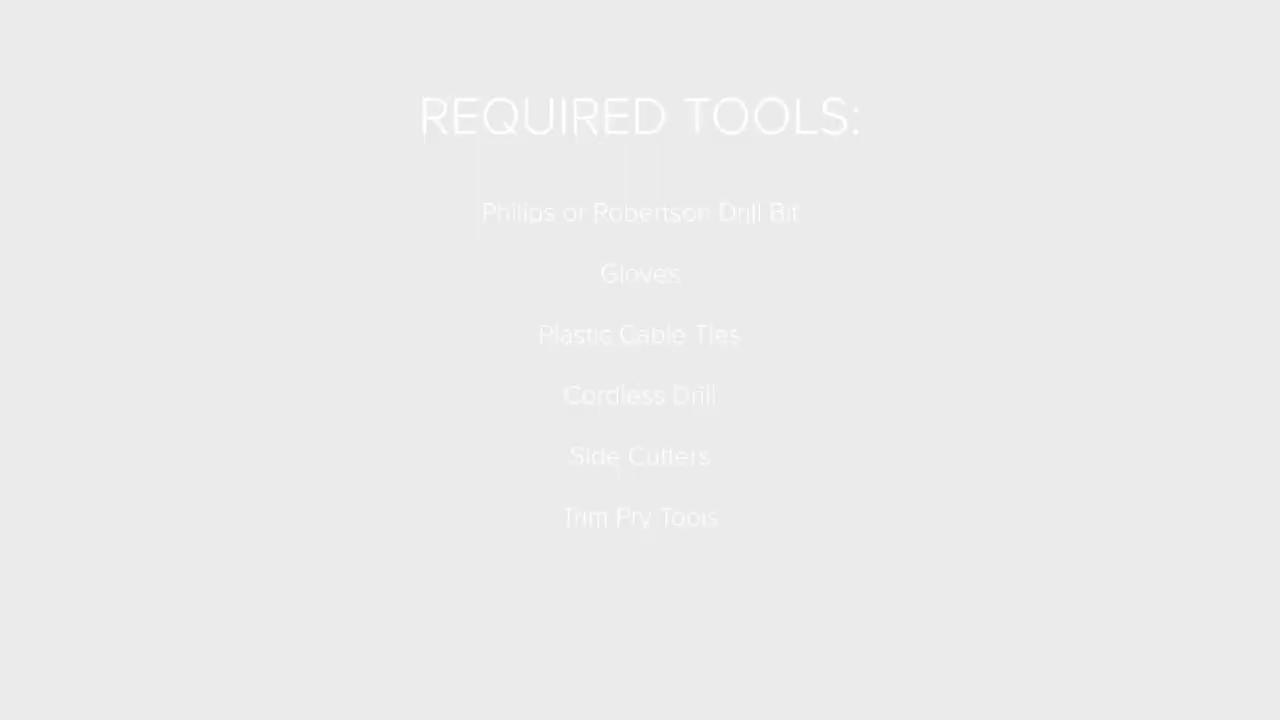 REQUIRED TOOLS:
Philips or Robertson Drill Bit
Gloves
Plastic Cable Ties
Cordless Drill
Side Cutters
Trim Pry Tools